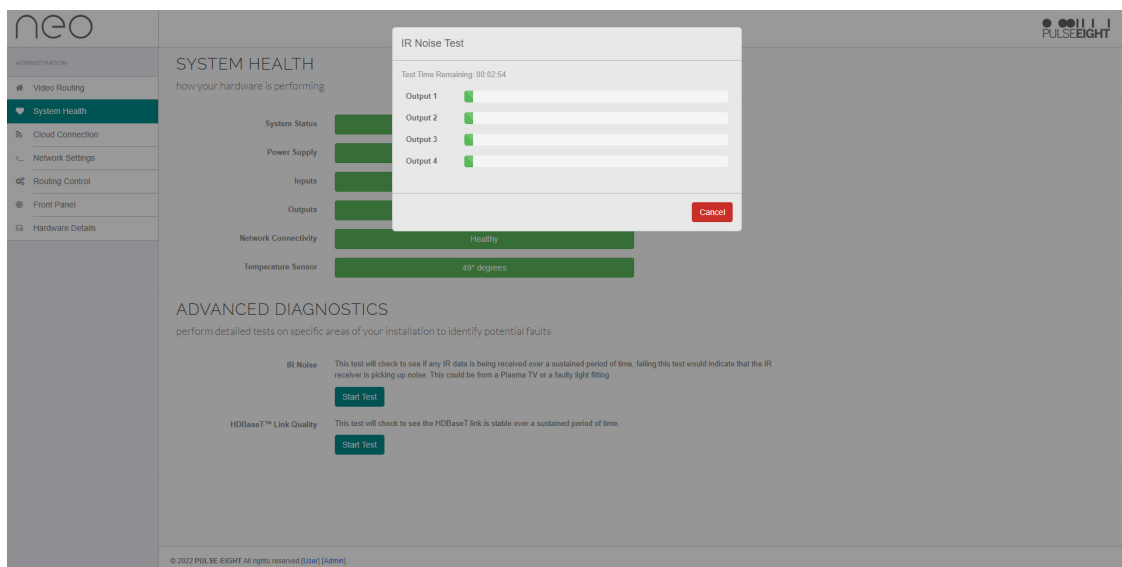 neo
PULSEEIGHT
ADMINISTRATION
Video Routing
System Health
Cloud Connection
Network Settings
Routing Control
Front Panel
Hardware Details
SYSTEM HEALTH
how your hardware is performing
System Status
Power Supply
Inputs
Outputs
Network Connectivity
Healthy
Temperature Sensor
49° degrees
IR Noise Test
Test Time Remaining: 00:02:54
Output 1
Output 2
Output 3
Output 4
Cancel
ADVANCED DIAGNOSTICS
perform detailed tests on specific areas of your installation to identify potential faults
IR Noise
This test will check to see if any IR data is being received over a sustained period of time, failing this test would indicate that the IR
receiver is picking up noise. This could be from a Plasma TV or a faulty light fitting
Start Test
HDBaseT™ Link Quality
This test will check to see the HDBaseT link is stable over a sustained period of time.
Start Test
© 2022 PULSE-EIGHT All rights reserved [User] [Admin]